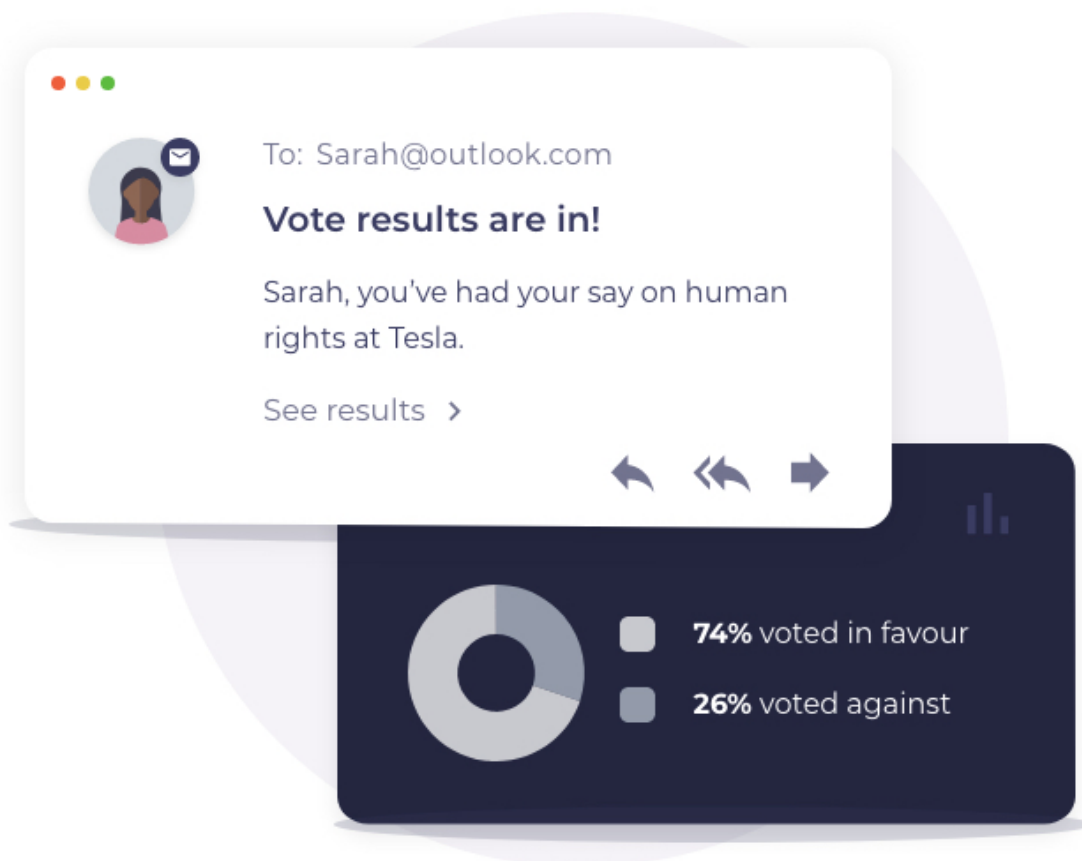 To: Sarah@outlook.com
Vote results are in!
Sarah, you've had your say on human
rights at Tesla.
See results >
74% voted in favour
26% voted against